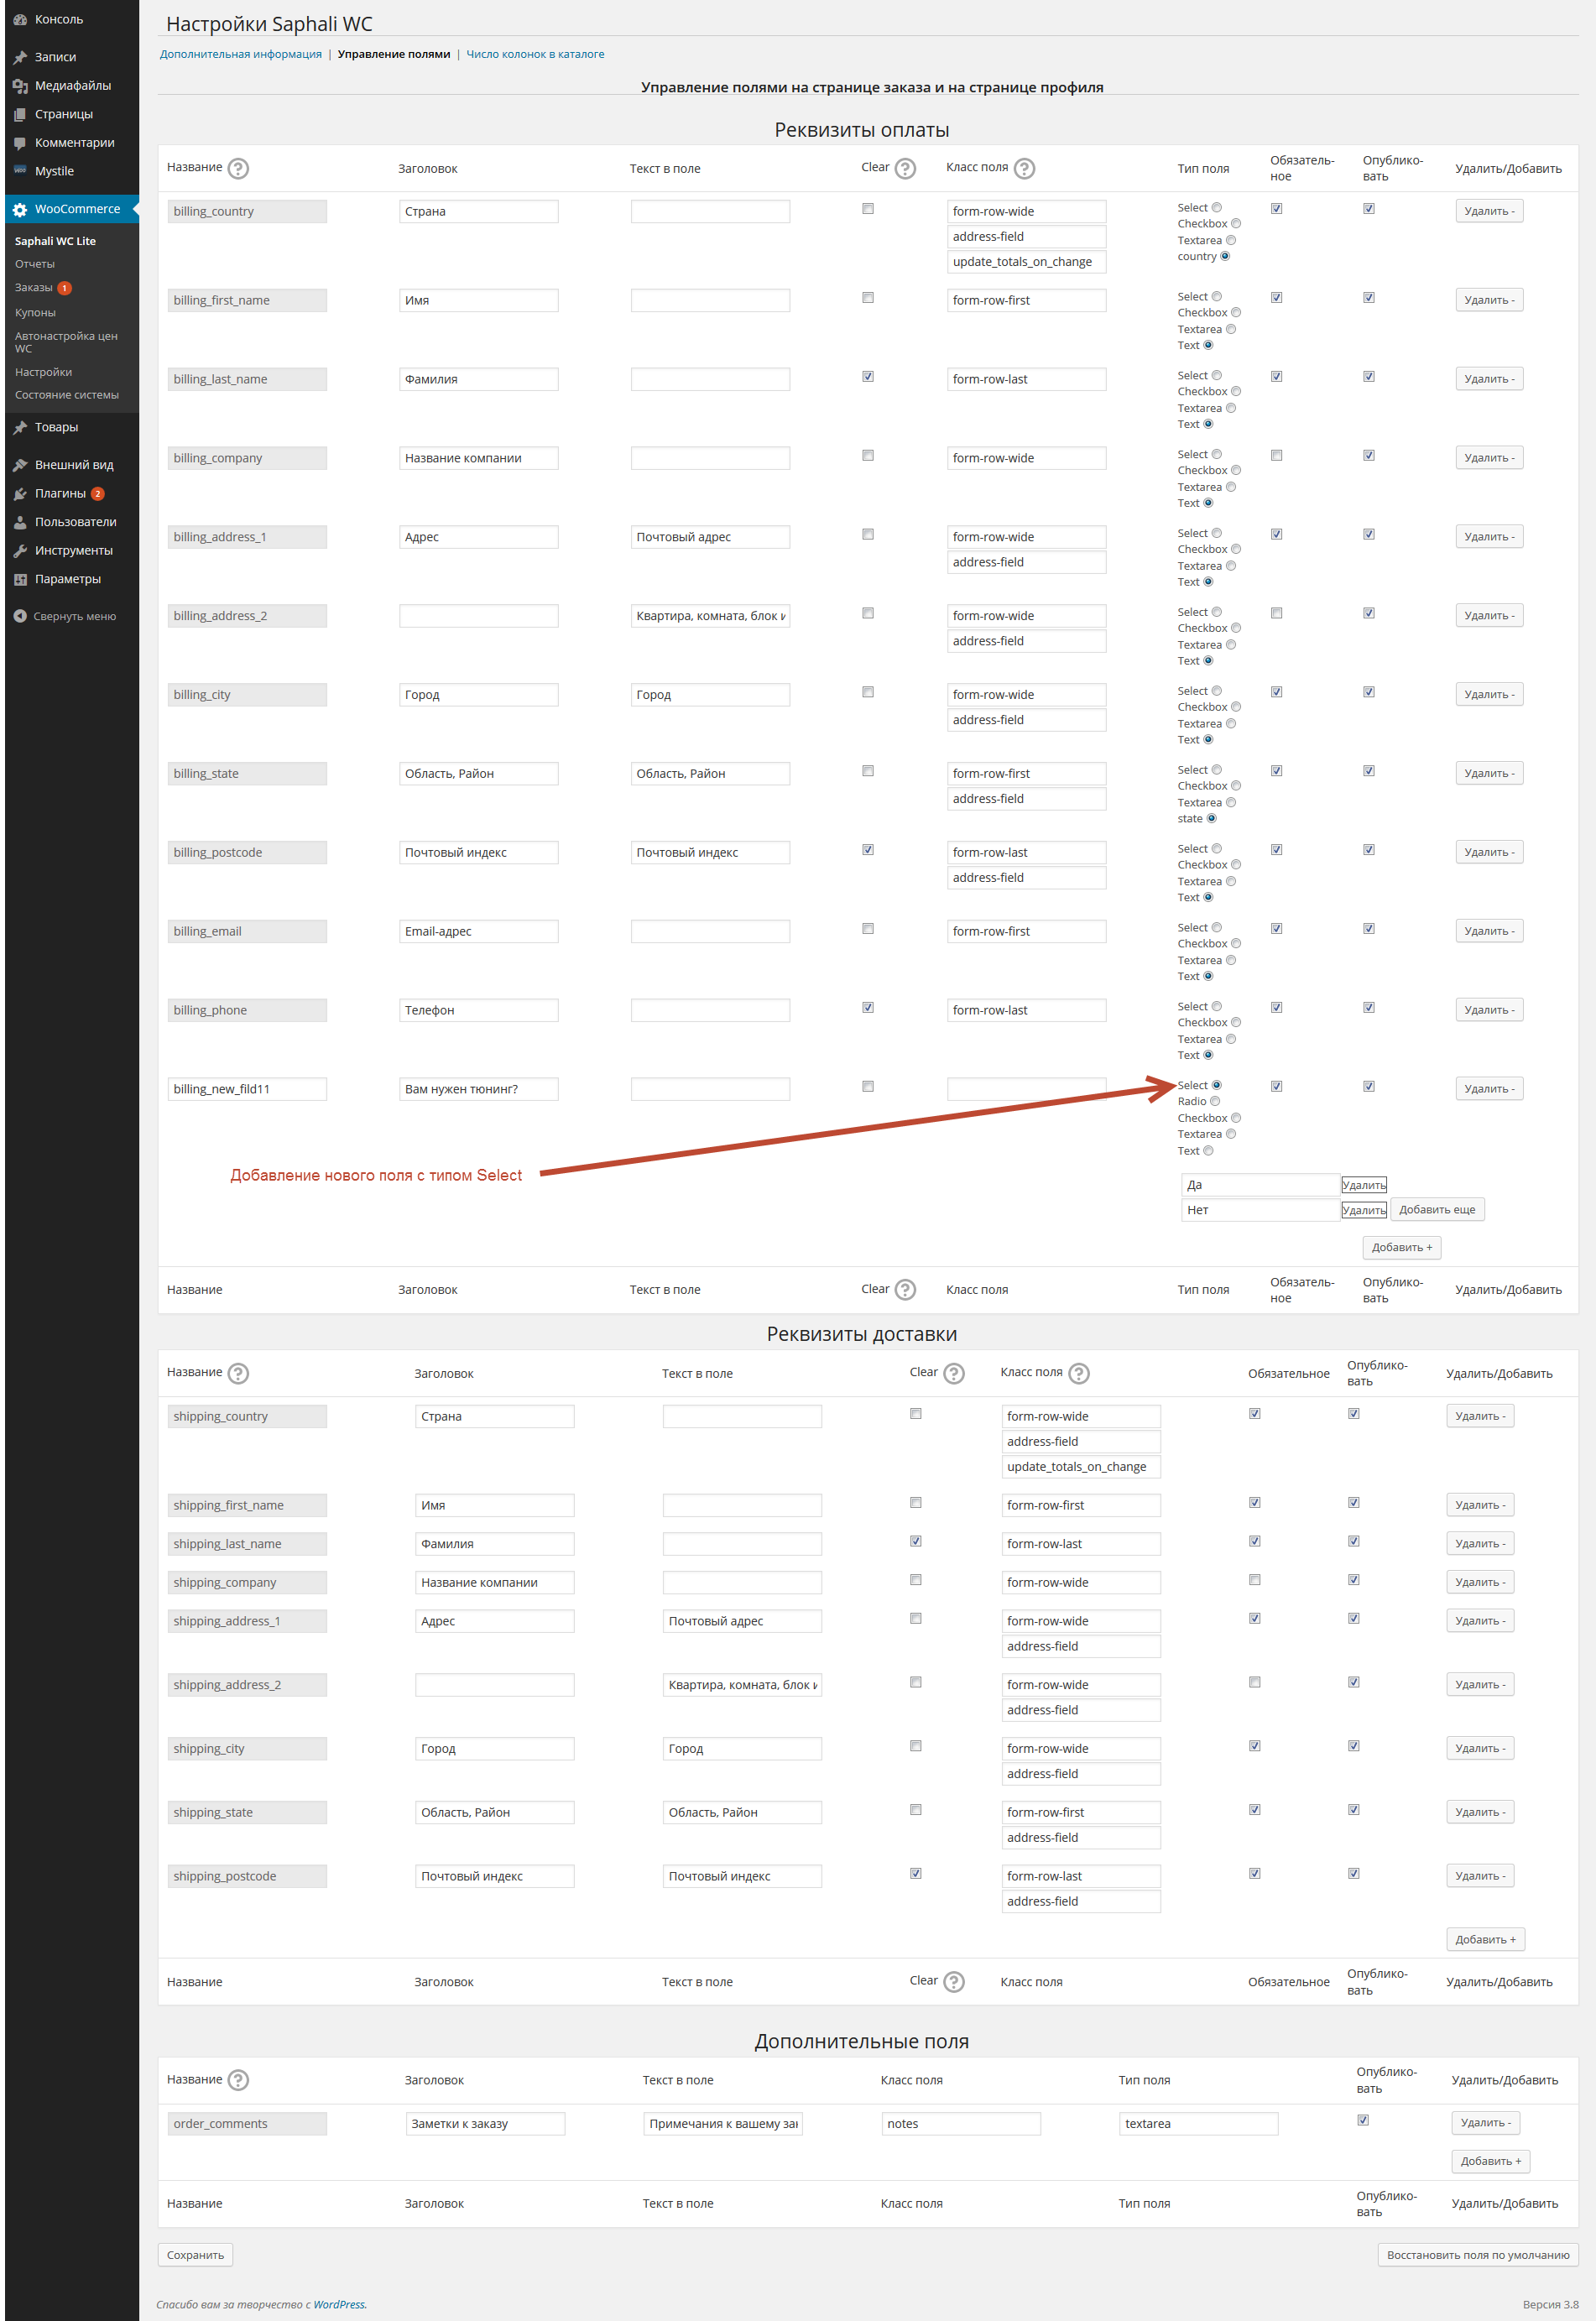 Консоль
Записи
Медиафайлы
Страницы
Комментарии
Mystile
WooCommerce
Saphali WC Lite
Отчеты
Заказы 1
Купоны
Автонастройка цен
WC
Настройки
Состояние системы
Товары
Внешний вид
Плагины 2
Пользователи
Инструменты
Параметры
Свернуть меню
Настройки Saphali WC
Дополнительная информация | Управление полями | Число колонок в каталоге
Управление полями на странице заказа и на странице профиля
Реквизиты оплаты
Название ? Заголовок Текст в поле Clear ? Класс поля ? Тип поля Обязатель- Опублико- Удалить/Добавить
ное вать
billing_country Страна form-row-wide Select Удалить -
Checkbox
address-field Textarea
update_totals_on_change country
billing_first_name Имя form-row-first Select Удалить -
Checkbox
Textarea
Text
billing_last_name Фамилия form-row-last Select Удалить -
Checkbox
Textarea
Text
billing_company Название компании form-row-wide Select Удалить -
Checkbox
Textarea
Text
billing_address_1 Адрес Почтовый адрес form-row-wide Select Удалить -
Checkbox
address-field Textarea
Text
billing_address_2 Квартира, комната, блок и form-row-wide Select Удалить -
Checkbox
address-field Textarea
Text
billing_city Город Город form-row-wide Select Удалить -
Checkbox
address-field Textarea
Text
billing_state Область, Район Область, Район form-row-first Select Удалить -
Checkbox
address-field Textarea
state
billing_postcode Почтовый индекс Почтовый индекс form-row-last Select Удалить -
Checkbox
address-field Textarea
Text
billing_email Email-адрес form-row-first Select Удалить -
Checkbox
Textarea
Text
billing_phone Телефон form-row-last Select Удалить -
Checkbox
Textarea
Text
billing_new_fild11 Вам нужен тюнинг? Select Удалить -
Radio
Checkbox
Textarea
Text
Добавление нового поля с типом Select
Да Удалить
Нет Удалить Добавить еще
Добавить +
Название Заголовок Текст в поле Clear ? Класс поля Тип поля Обязатель- Опублико- Удалить/Добавить
ное вать
Реквизиты доставки
Название ? Заголовок Текст в поле Clear ? Класс поля ? Обязательное Опублико- Удалить/Добавить
вать
shipping_country Страна form-row-wide Удалить -
address-field
update_totals_on_change
shipping_first_name Имя form-row-first Удалить -
shipping_last_name Фамилия form-row-last Удалить -
shipping_company Название компании form-row-wide Удалить -
shipping_address_1 Адрес Почтовый адрес form-row-wide Удалить -
address-field
shipping_address_2 Квартира, комната, блок и form-row-wide Удалить -
address-field
shipping_city Город Город form-row-wide Удалить -
address-field
shipping_state Область, Район Область, Район form-row-first Удалить -
address-field
shipping_postcode Почтовый индекс Почтовый индекс form-row-last Удалить -
address-field
Добавить +
Название Заголовок Текст в поле Clear ? Класс поля Обязательное Опублико- Удалить/Добавить
вать
Дополнительные поля
Название ? Заголовок Текст в поле Класс поля Тип поля Опублико- Удалить/Добавить
вать
order_comments Заметки к заказу Примечания к вашему зак notes textarea Удалить -
Добавить +
Название Заголовок Текст в поле Класс поля Тип поля Опублико- Удалить/Добавить
вать
Сохранить Восстановить поля по умолчанию
Спасибо вам за творчество с WordPress. Версия 3.8